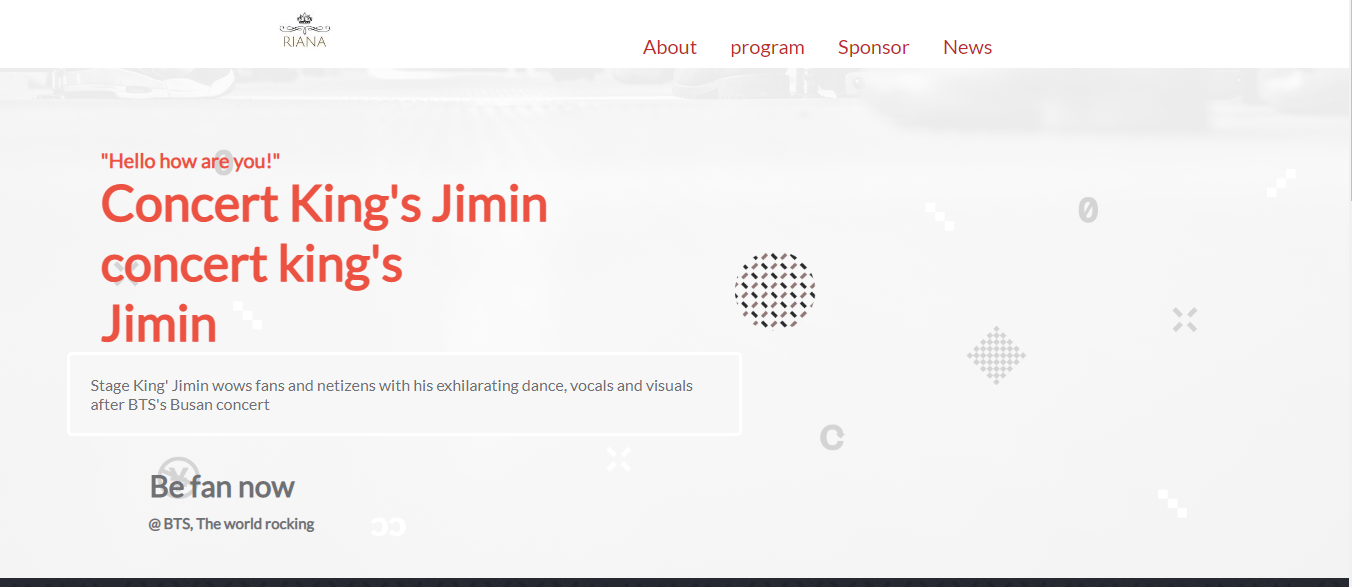 RIANA
About program Sponsor News
"Hello how are you!"
Concert King's Jimin
concert king's
Jimin
Stage King' Jimin wows fans and netizens with his exhilarating dance, vocals and visuals
after BTS's Busan concert
Be fan now
@ BTS, The world rocking